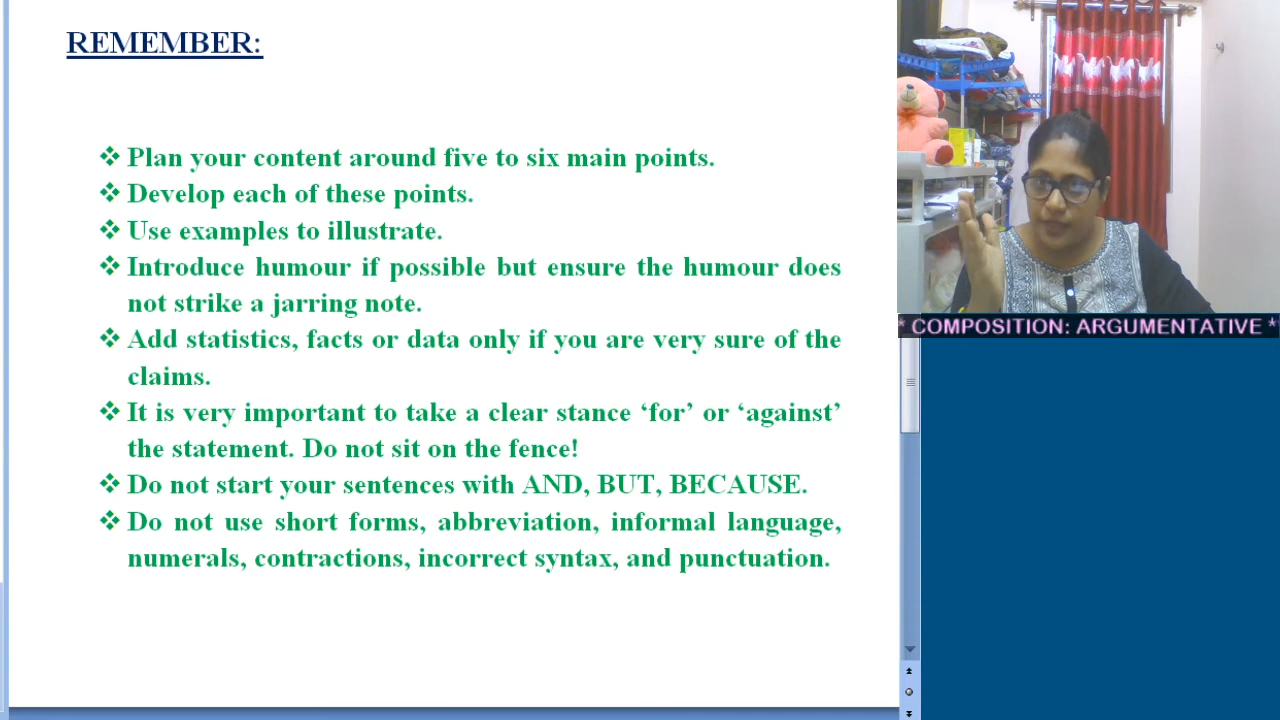 REMEMBER:
❖ Plan your content around five to six main points.
❖ Develop each of these points.
❖ Use examples to illustrate.
❖ Introduce humour if possible but ensure the humour does
not strike a jarring note.
❖ Add statistics, facts or data only if you are very sure of the
claims.
❖ It is very important to take a clear stance ‘for’ or ‘against’
the statement. Do not sit on the fence!
❖ Do not start your sentences with AND, BUT, BECAUSE.
❖ Do not use short forms, abbreviation, informal language,
numerals, contractions, incorrect syntax, and punctuation.
* COMPOSITION: ARGUMENTATIVE *